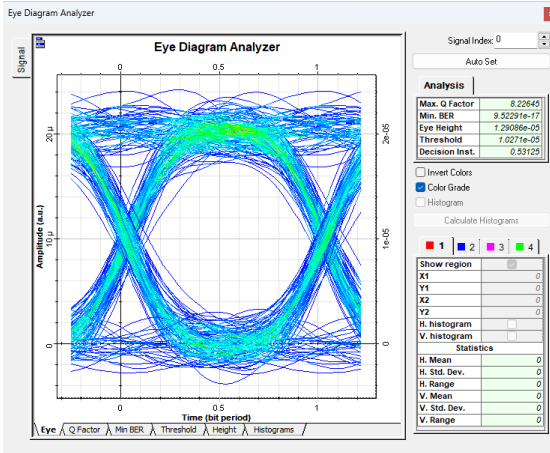 Eye Diagram Analyzer
Signal Index: 0
Auto Set
Signal
Eye Diagram Analyzer
0 0.5 1
20 µ
10 µ
0
2e-05
1e-05
0
Amplitude (a.u.)
0 0.5 1
Time (bit period)
Eye Q Factor Min BER Threshold Height Histograms
Analysis
Max. Q Factor 8.22645
Min. BER 9.52291e-17
Eye Height 1.29086e-05
Threshold 1.0271e-05
Decision Inst. 0.53125
Invert Colors
Color Grade
Histogram
Calculate Histograms
1 2 3 4
Show region
X1 0
Y1 0
X2 0
Y2 0
H. histogram
V. histogram
Statistics
H. Mean 0
H. Std. Dev. 0
H. Range 0
V. Mean 0
V. Std. Dev. 0
V. Range 0